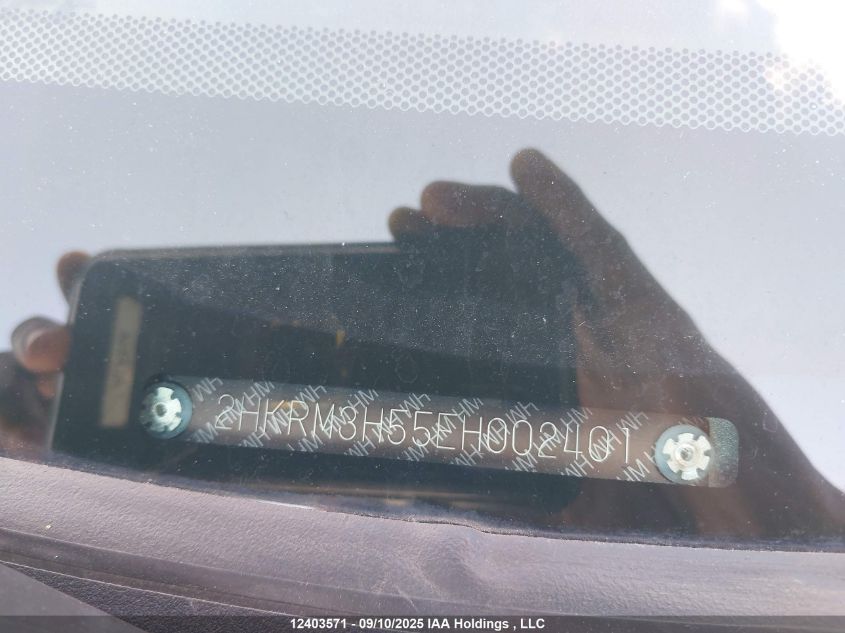 2HKRM3H55EH002401
12403571 - 09/10/2025 IAA Holdings , LLC